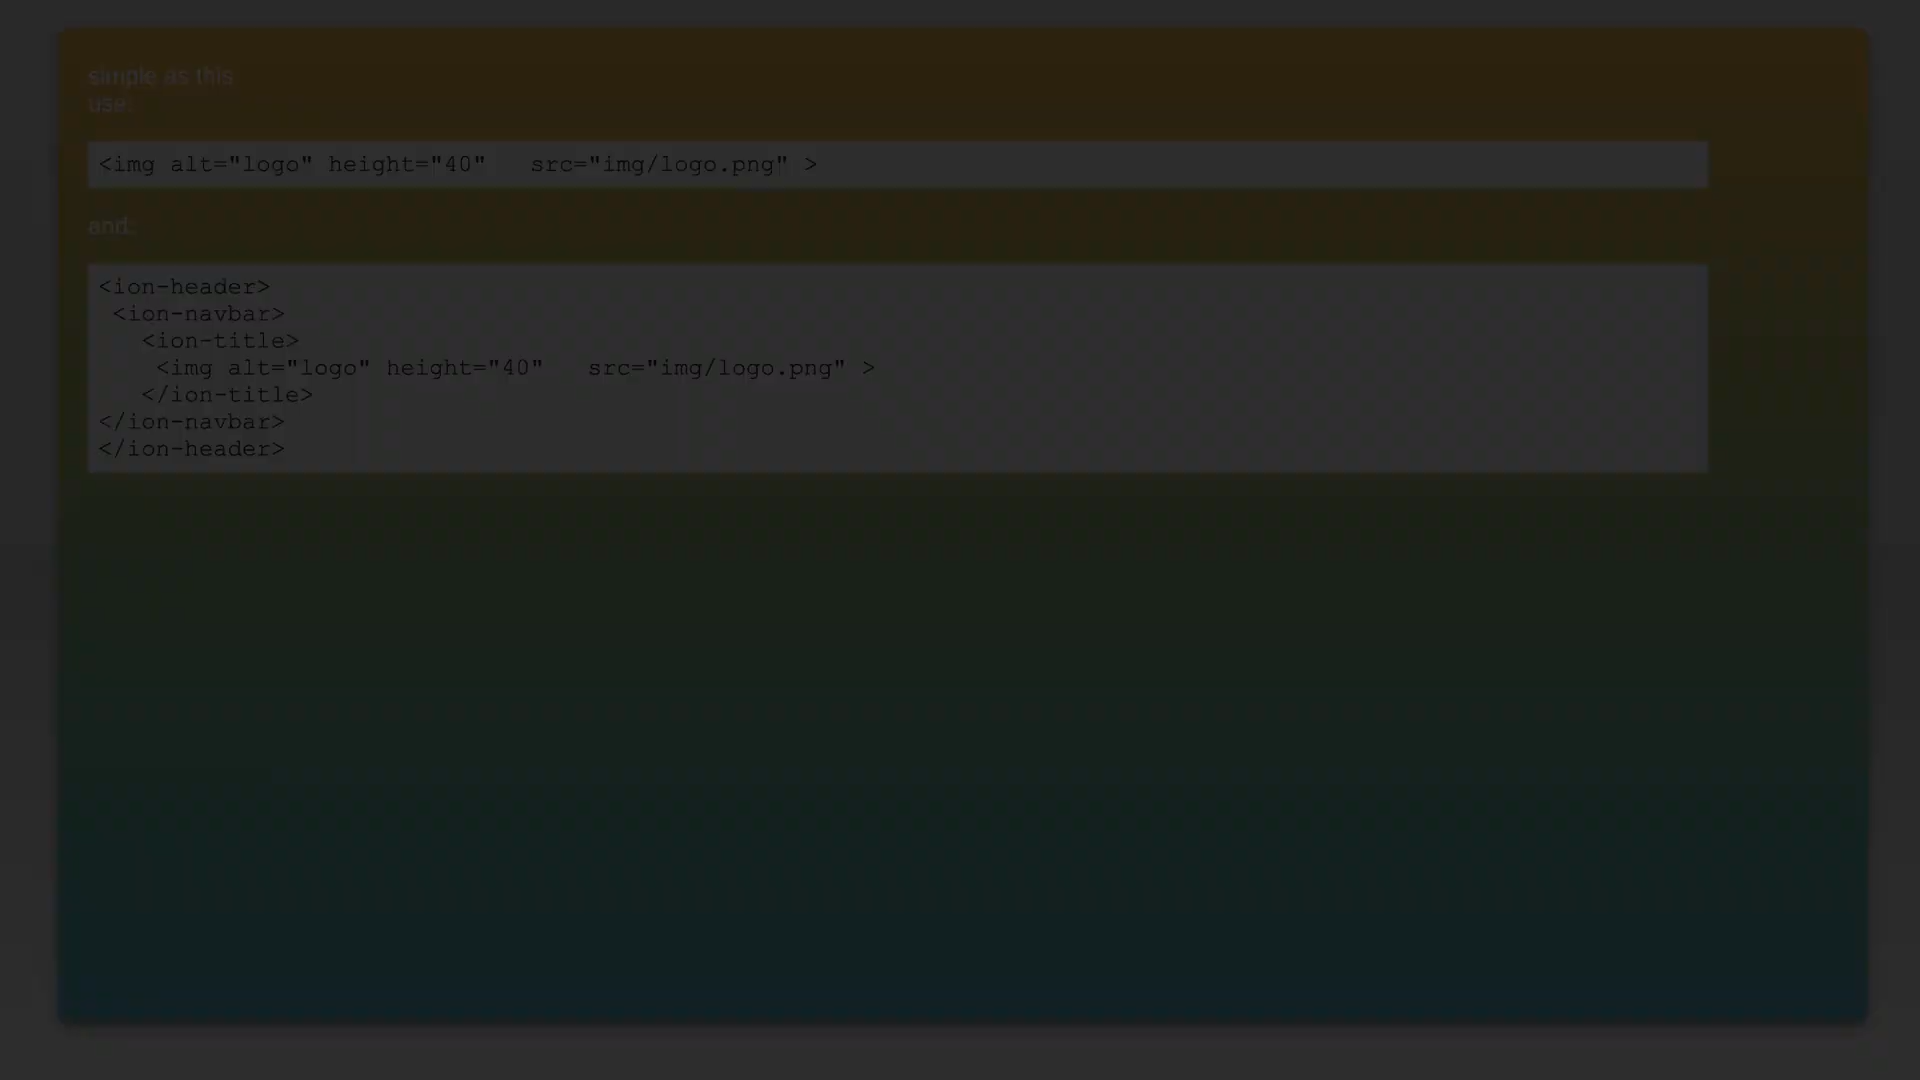 simple as this
use:
<img alt="logo" height="40"   src="img/logo.png" >
and:
<ion-header>
 <ion-navbar>
   <ion-title>
    <img alt="logo" height="40"   src="img/logo.png" >
   </ion-title>
</ion-navbar>
</ion-header>